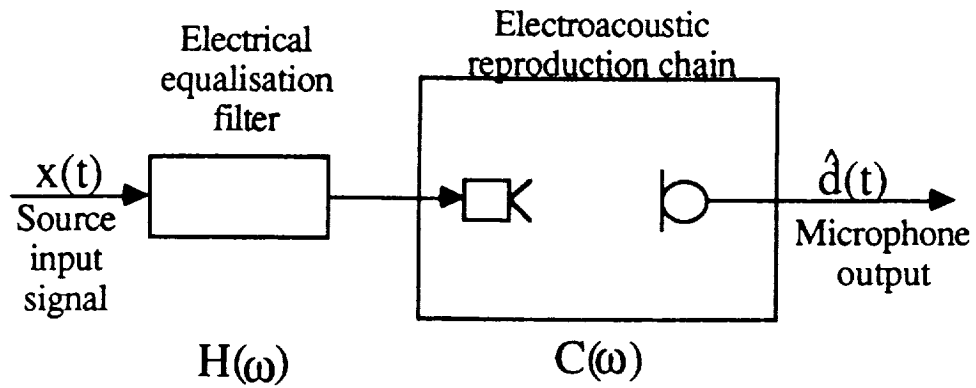 Electrical
equalisation
filter
Electroacoustic
reproduction chain
x(t)
Source
input
signal
d̂(t)
Microphone
output
H(ω)
C(ω)